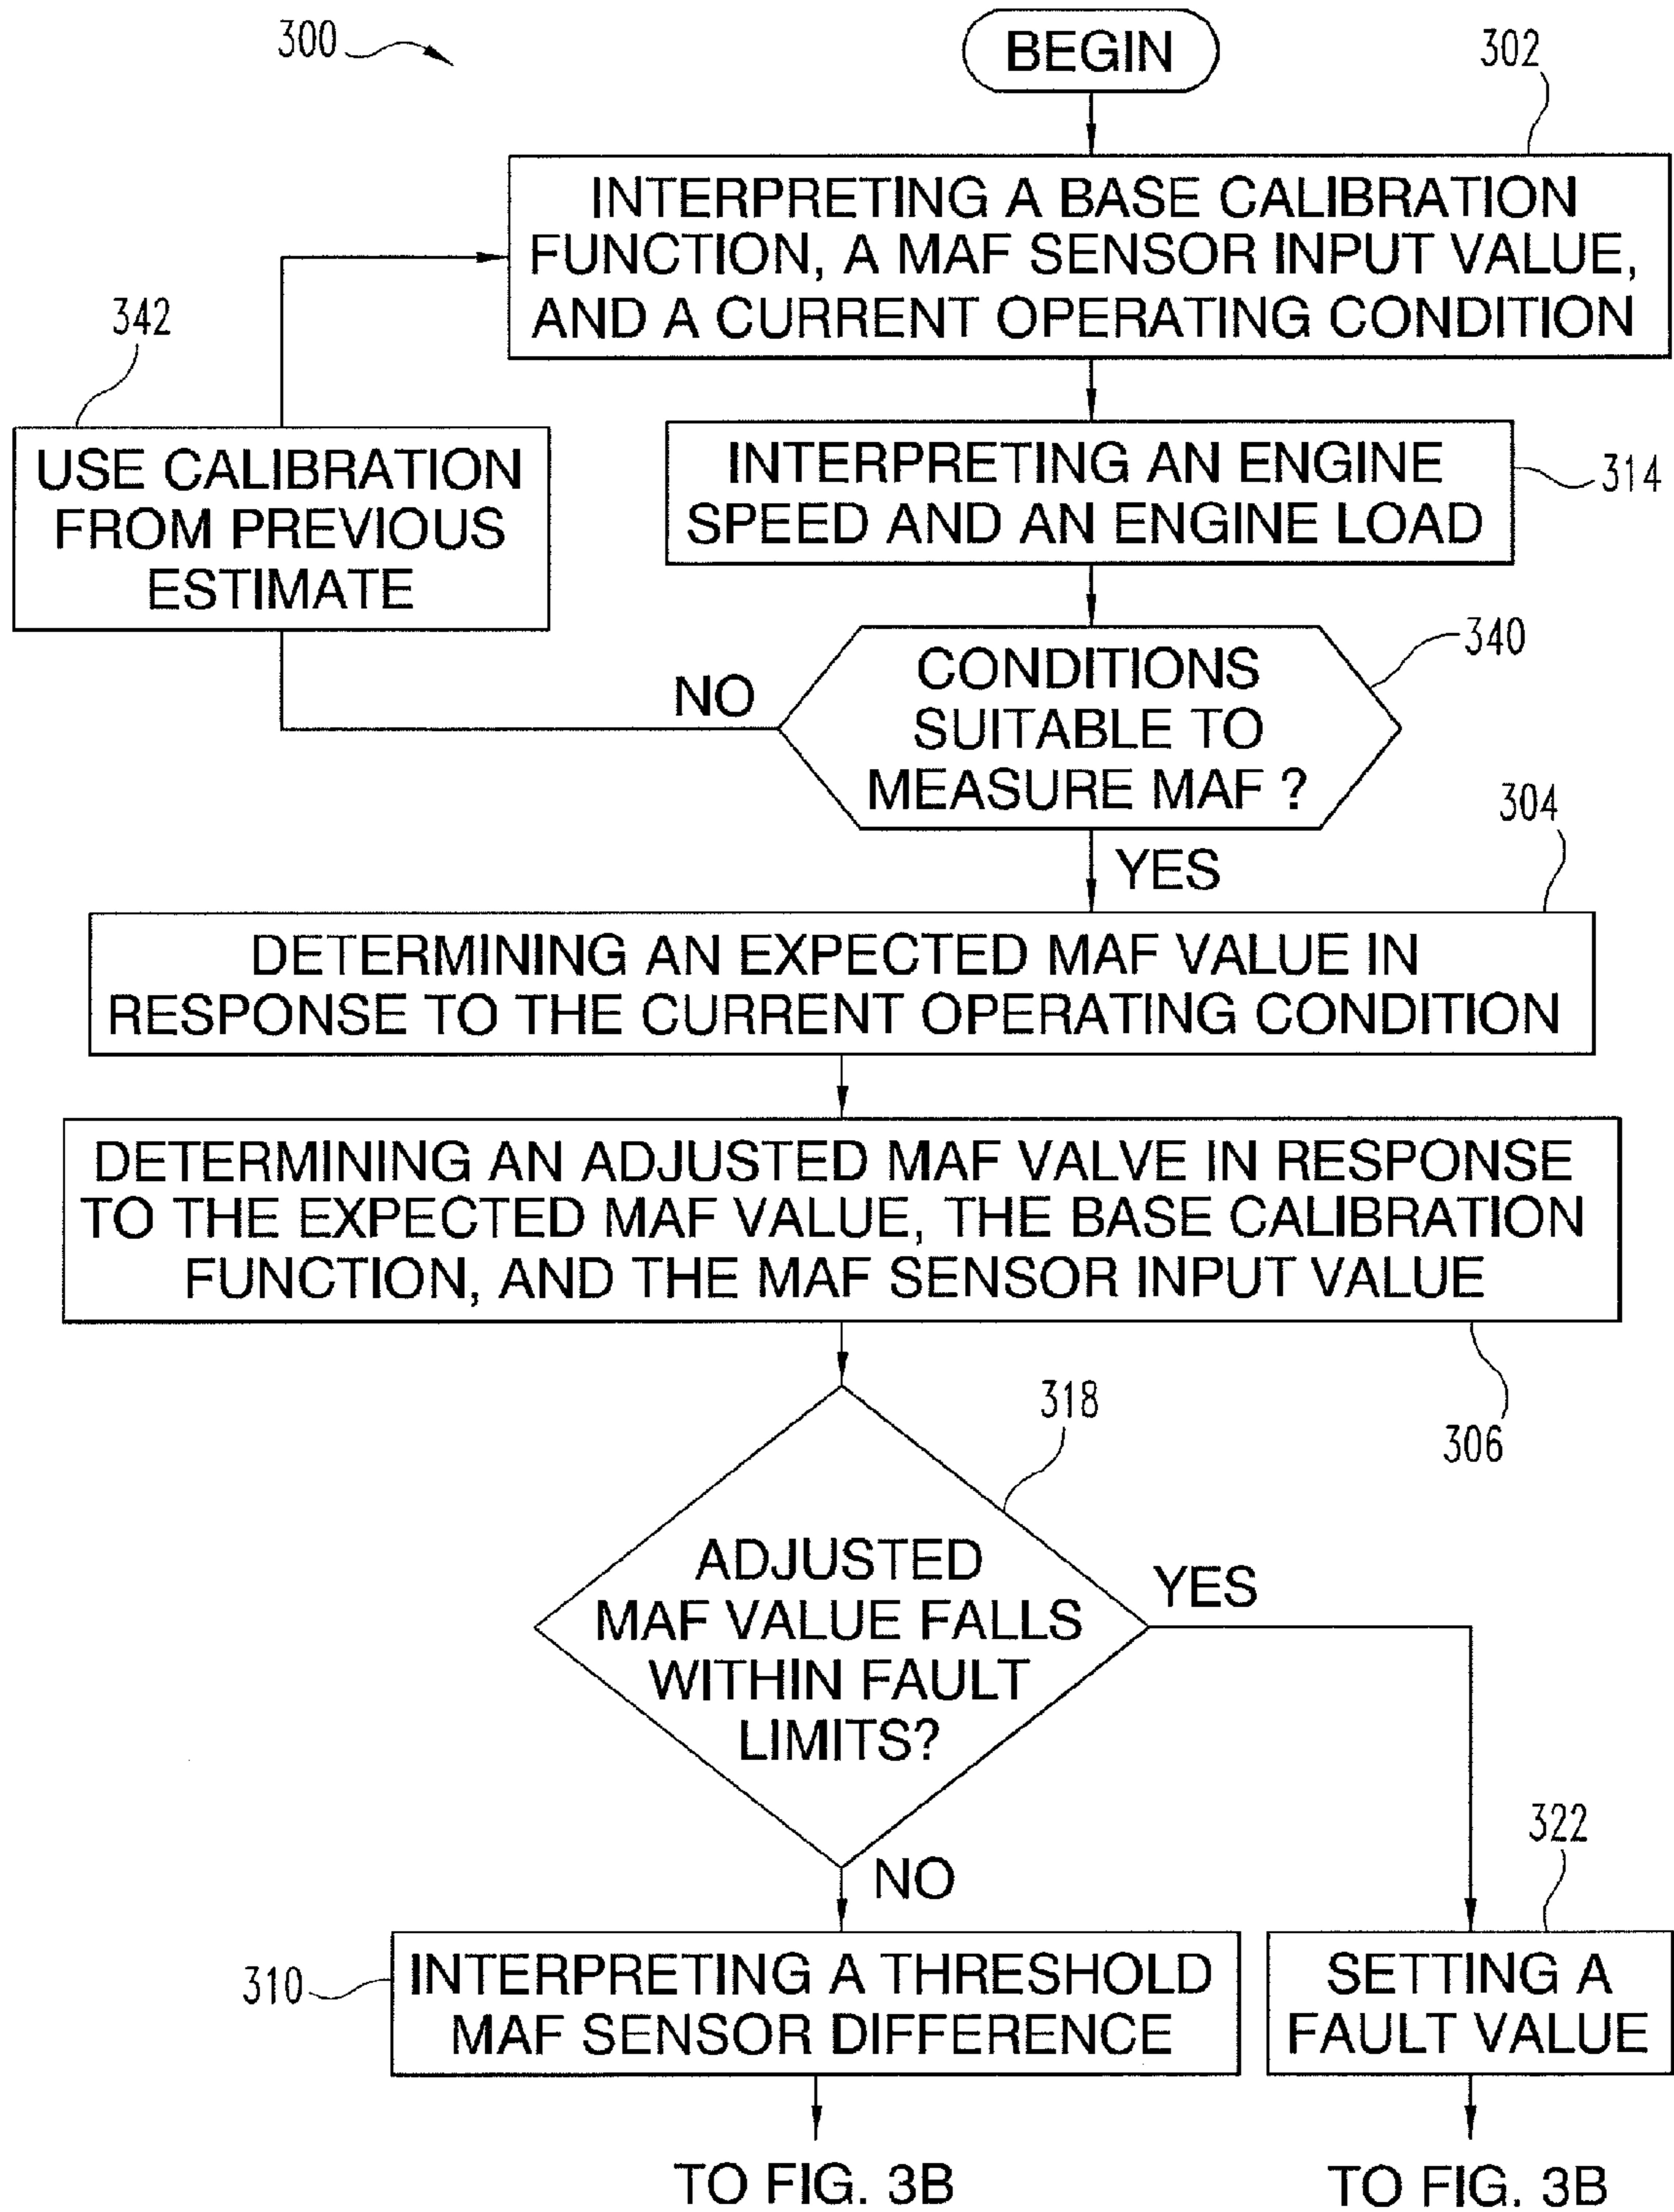 300
BEGIN
302
INTERPRETING A BASE CALIBRATION
FUNCTION, A MAF SENSOR INPUT VALUE,
AND A CURRENT OPERATING CONDITION
342
USE CALIBRATION
FROM PREVIOUS
ESTIMATE
INTERPRETING AN ENGINE
SPEED AND AN ENGINE LOAD
314
340
CONDITIONS
SUITABLE TO
MEASURE MAF ?
NO
YES
304
DETERMINING AN EXPECTED MAF VALUE IN
RESPONSE TO THE CURRENT OPERATING CONDITION
DETERMINING AN ADJUSTED MAF VALVE IN RESPONSE
TO THE EXPECTED MAF VALUE, THE BASE CALIBRATION
FUNCTION, AND THE MAF SENSOR INPUT VALUE
306
318
ADJUSTED
MAF VALUE FALLS
WITHIN FAULT
LIMITS?
YES
NO
322
310
INTERPRETING A THRESHOLD
MAF SENSOR DIFFERENCE
SETTING A
FAULT VALUE
TO FIG. 3B
TO FIG. 3B